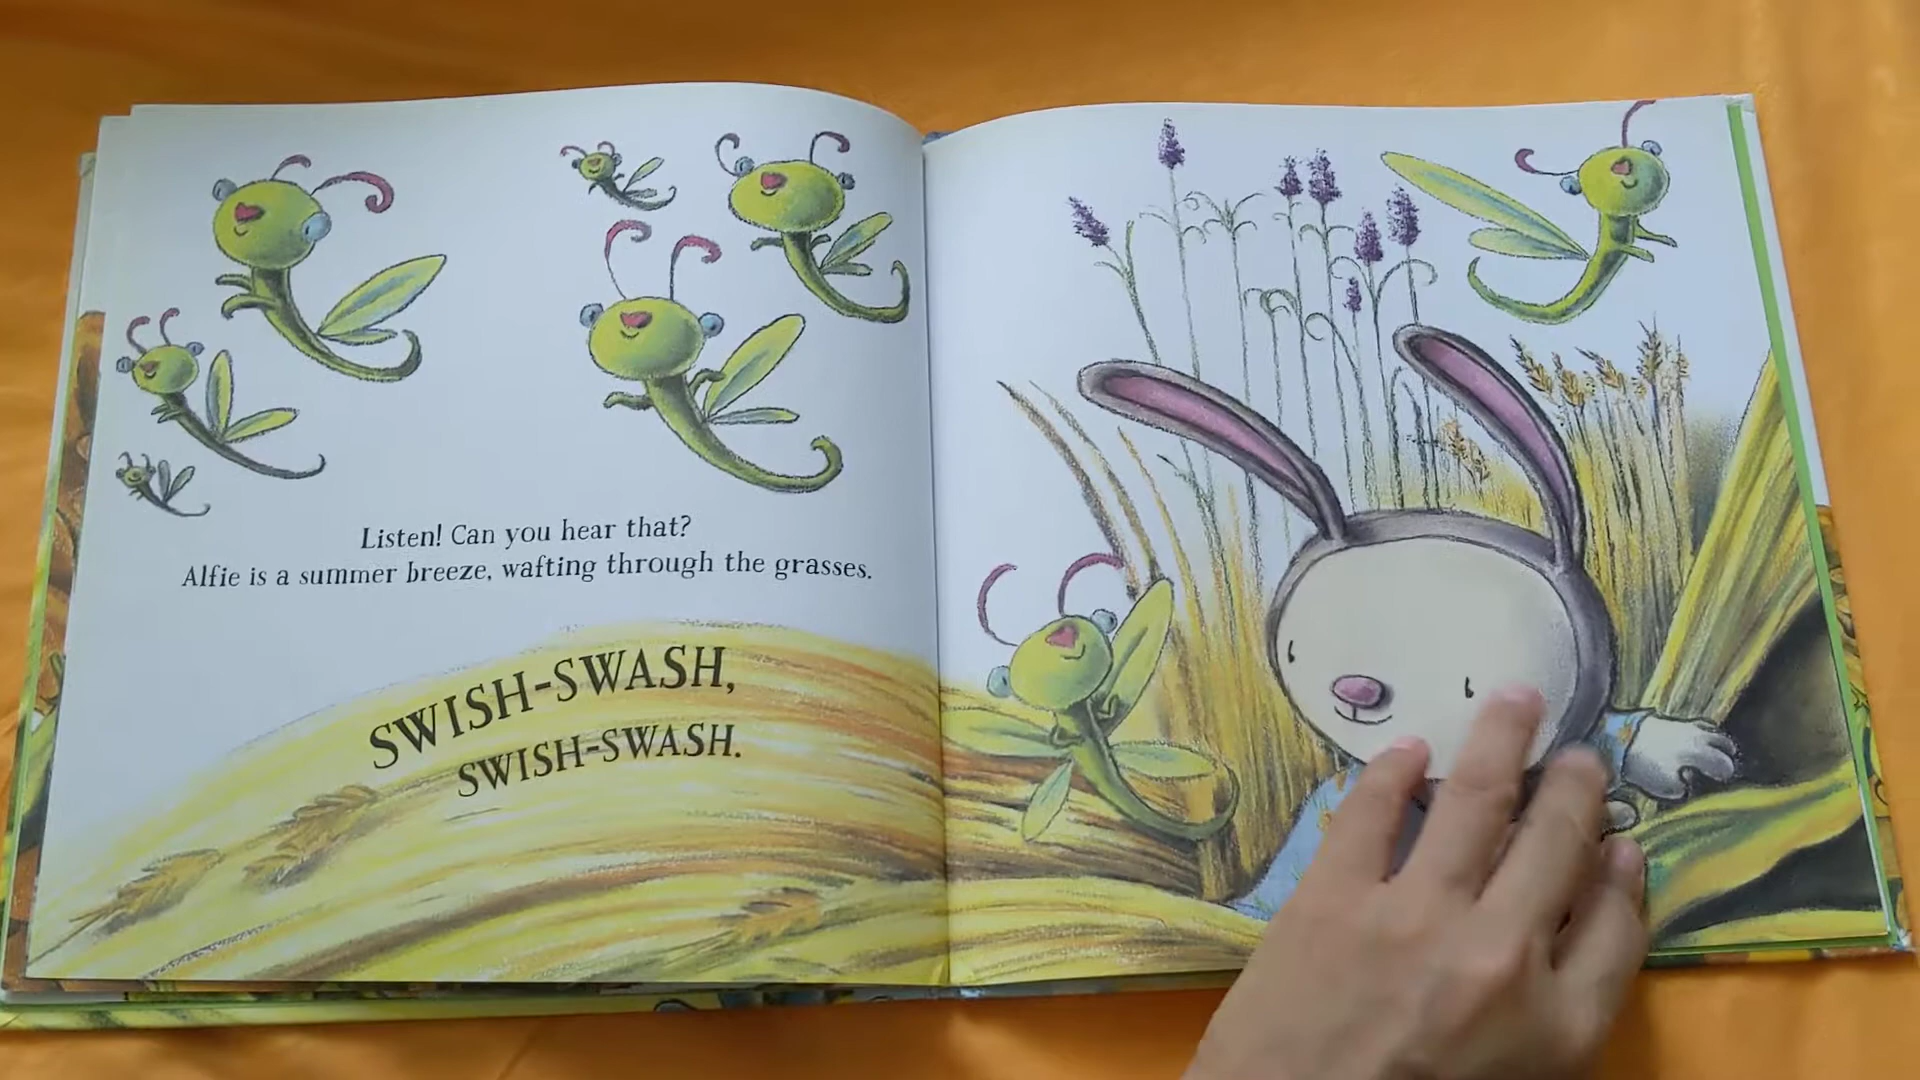 Listen! Can you hear that?
Alfie is a summer breeze, wafting through the grasses.
SWISH-SWASH,
SWISH-SWASH.